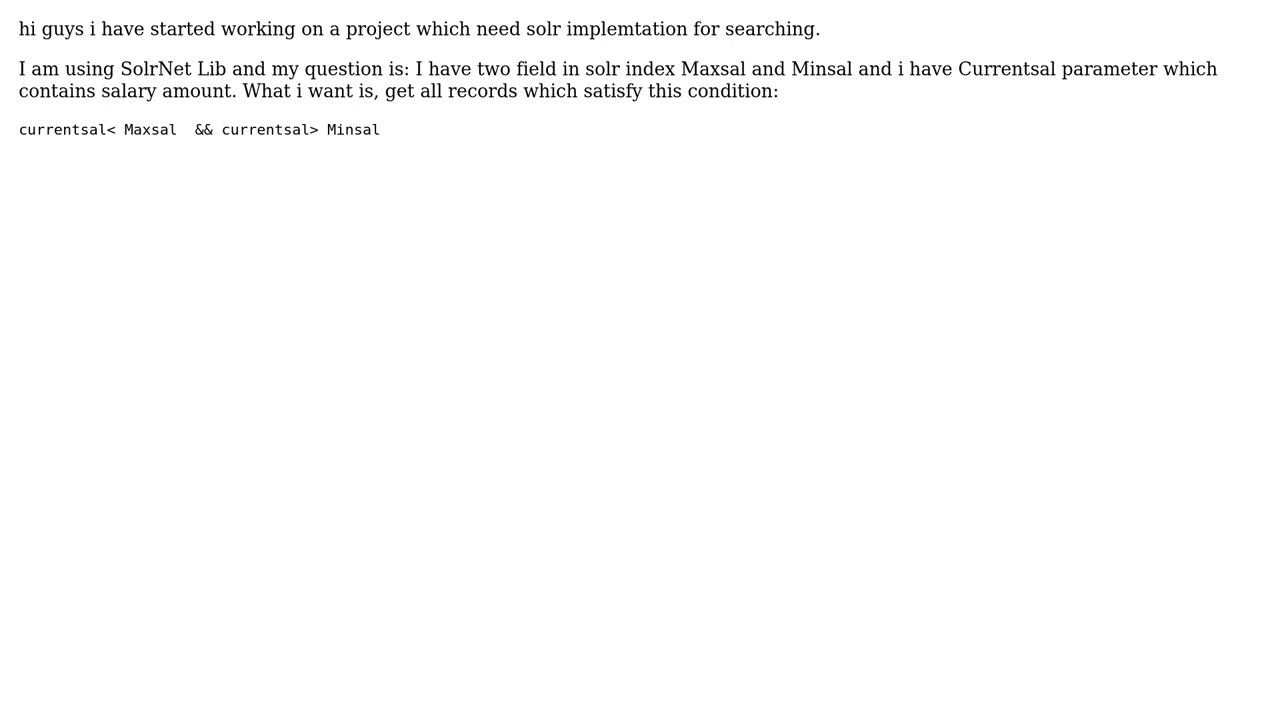 hi guys i have started working on a project which need solr implemtation for searching.
I am using SolrNet Lib and my question is: I have two field in solr index Maxsal and Minsal and i have Currentsal parameter which
contains salary amount. What i want is, get all records which satisfy this condition:
currentsal< Maxsal  && currentsal> Minsal